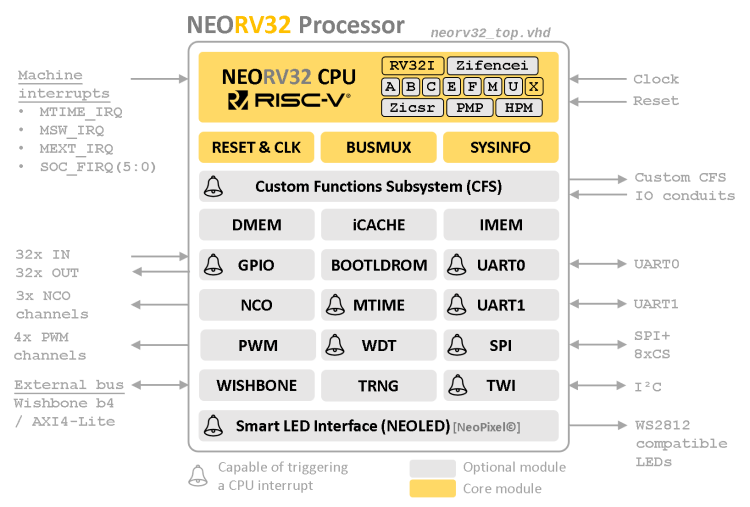 NEORV32 Processor
neorv32_top.vhd
Machine
interrupts
• MTIME_IRQ
• MSW_IRQ
• MEXT_IRQ
• SOC_FIRQ(5:0)
NEORV32 CPU
RISC-V®
RV32I Zifencei
A B C E F M U X
Zicsr PMP HPM
Clock
Reset
RESET & CLK BUSMUX SYSINFO
Custom Functions Subsystem (CFS)
Custom CFS
IO conduits
DMEM iCACHE IMEM
32x IN
32x OUT
GPIO BOOTLDROM UART0
UART0
3x NCO
channels
NCO MTIME UART1
UART1
4x PWM
channels
PWM WDT SPI
SPI+
8xCS
External bus
Wishbone b4
/ AXI4-Lite
WISHBONE TRNG TWI
I²C
Smart LED Interface (NEOLED) [NeoPixel©]
WS2812
compatible
LEDs
Capable of triggering
a CPU interrupt
Optional module
Core module